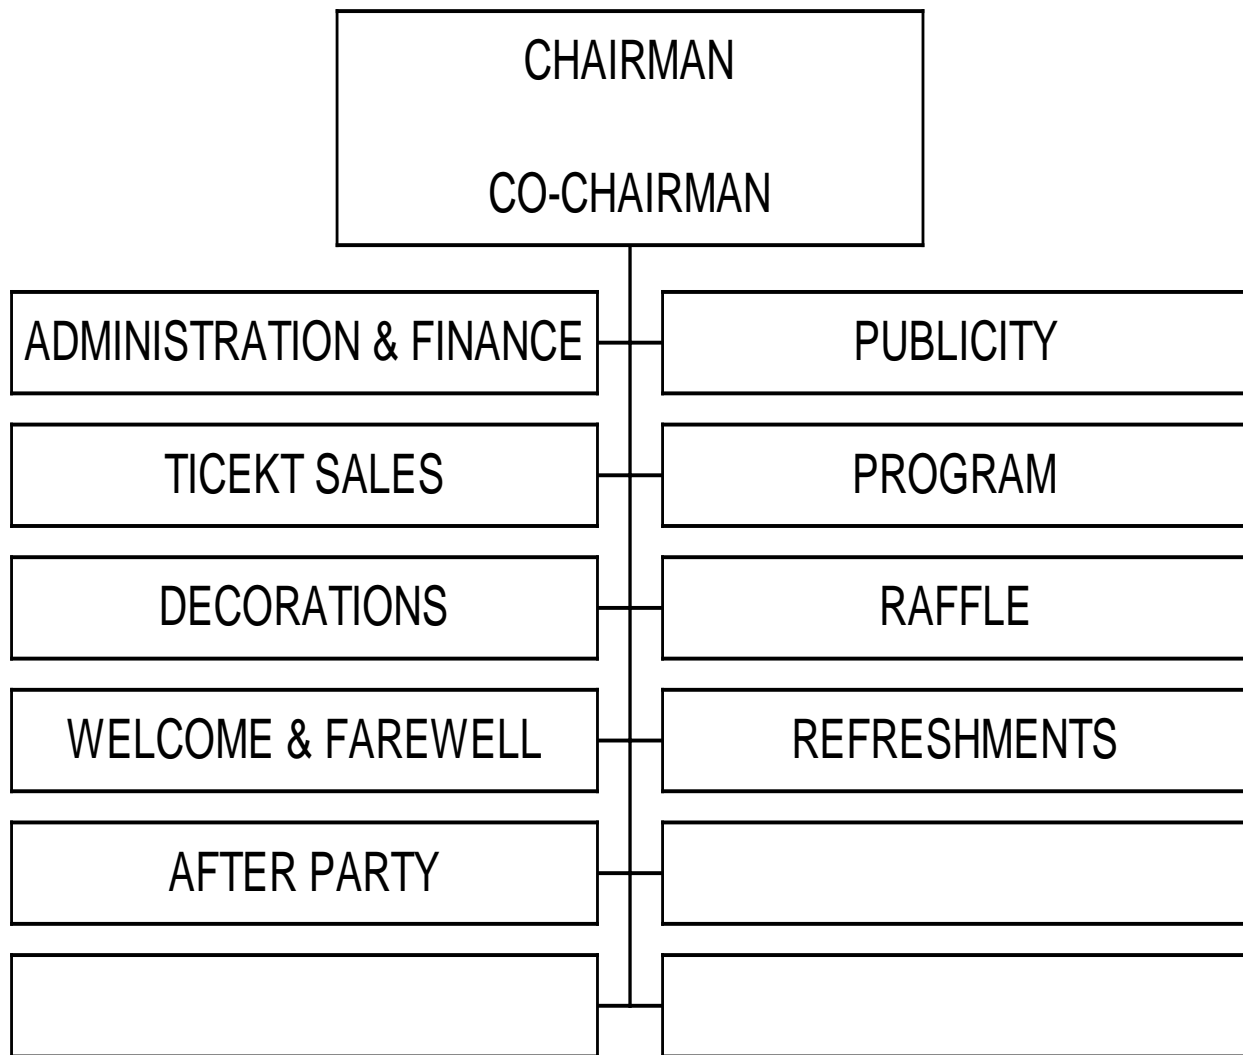 CHAIRMAN
CO-CHAIRMAN
ADMINISTRATION & FINANCE
PUBLICITY
TICEKT SALES
PROGRAM
DECORATIONS
RAFFLE
WELCOME & FAREWELL
REFRESHMENTS
AFTER PARTY